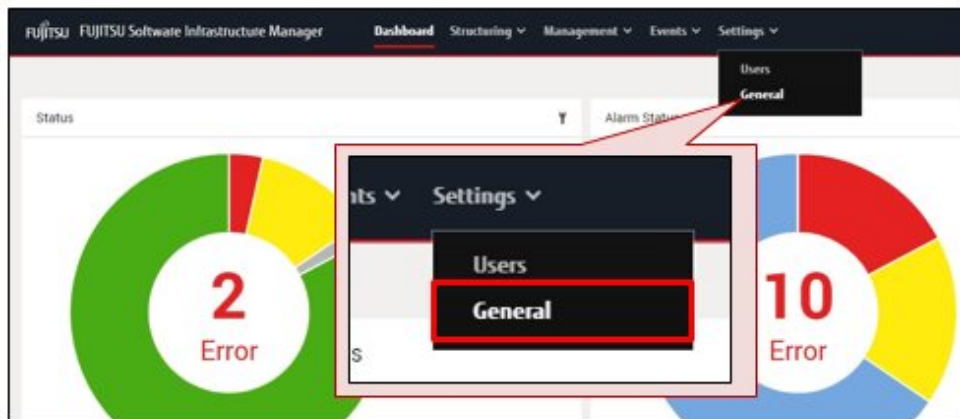 FUJITSU FUJITSU Software Infrastructure Manager Dashboard Structuring Management Events Settings
Users
General
Status
Alarm Status
nts Settings
Users
General
s
2
Error
10
Error